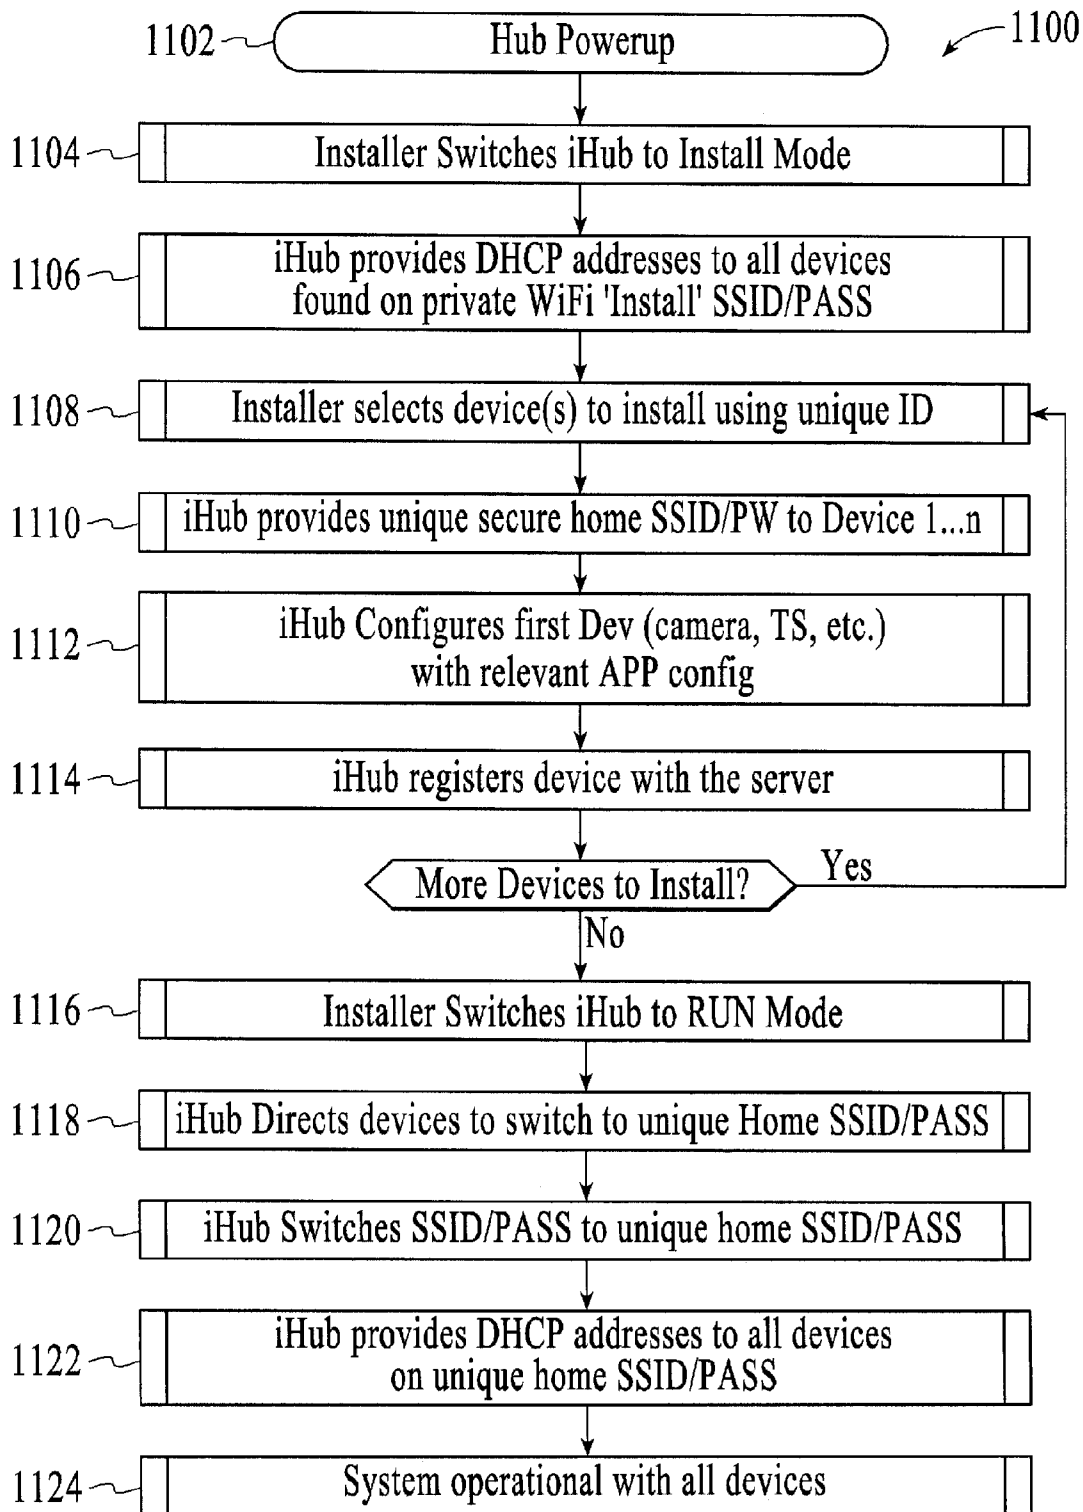 1102
Hub Powerup
1100
1104
Installer Switches iHub to Install Mode
1106
iHub provides DHCP addresses to all devices
found on private WiFi 'Install' SSID/PASS
1108
Installer selects device(s) to install using unique ID
1110
iHub provides unique secure home SSID/PW to Device 1...n
1112
iHub Configures first Dev (camera, TS, etc.)
with relevant APP config
1114
iHub registers device with the server
More Devices to Install?
Yes
No
1116
Installer Switches iHub to RUN Mode
1118
iHub Directs devices to switch to unique Home SSID/PASS
1120
iHub Switches SSID/PASS to unique home SSID/PASS
1122
iHub provides DHCP addresses to all devices
on unique home SSID/PASS
1124
System operational with all devices